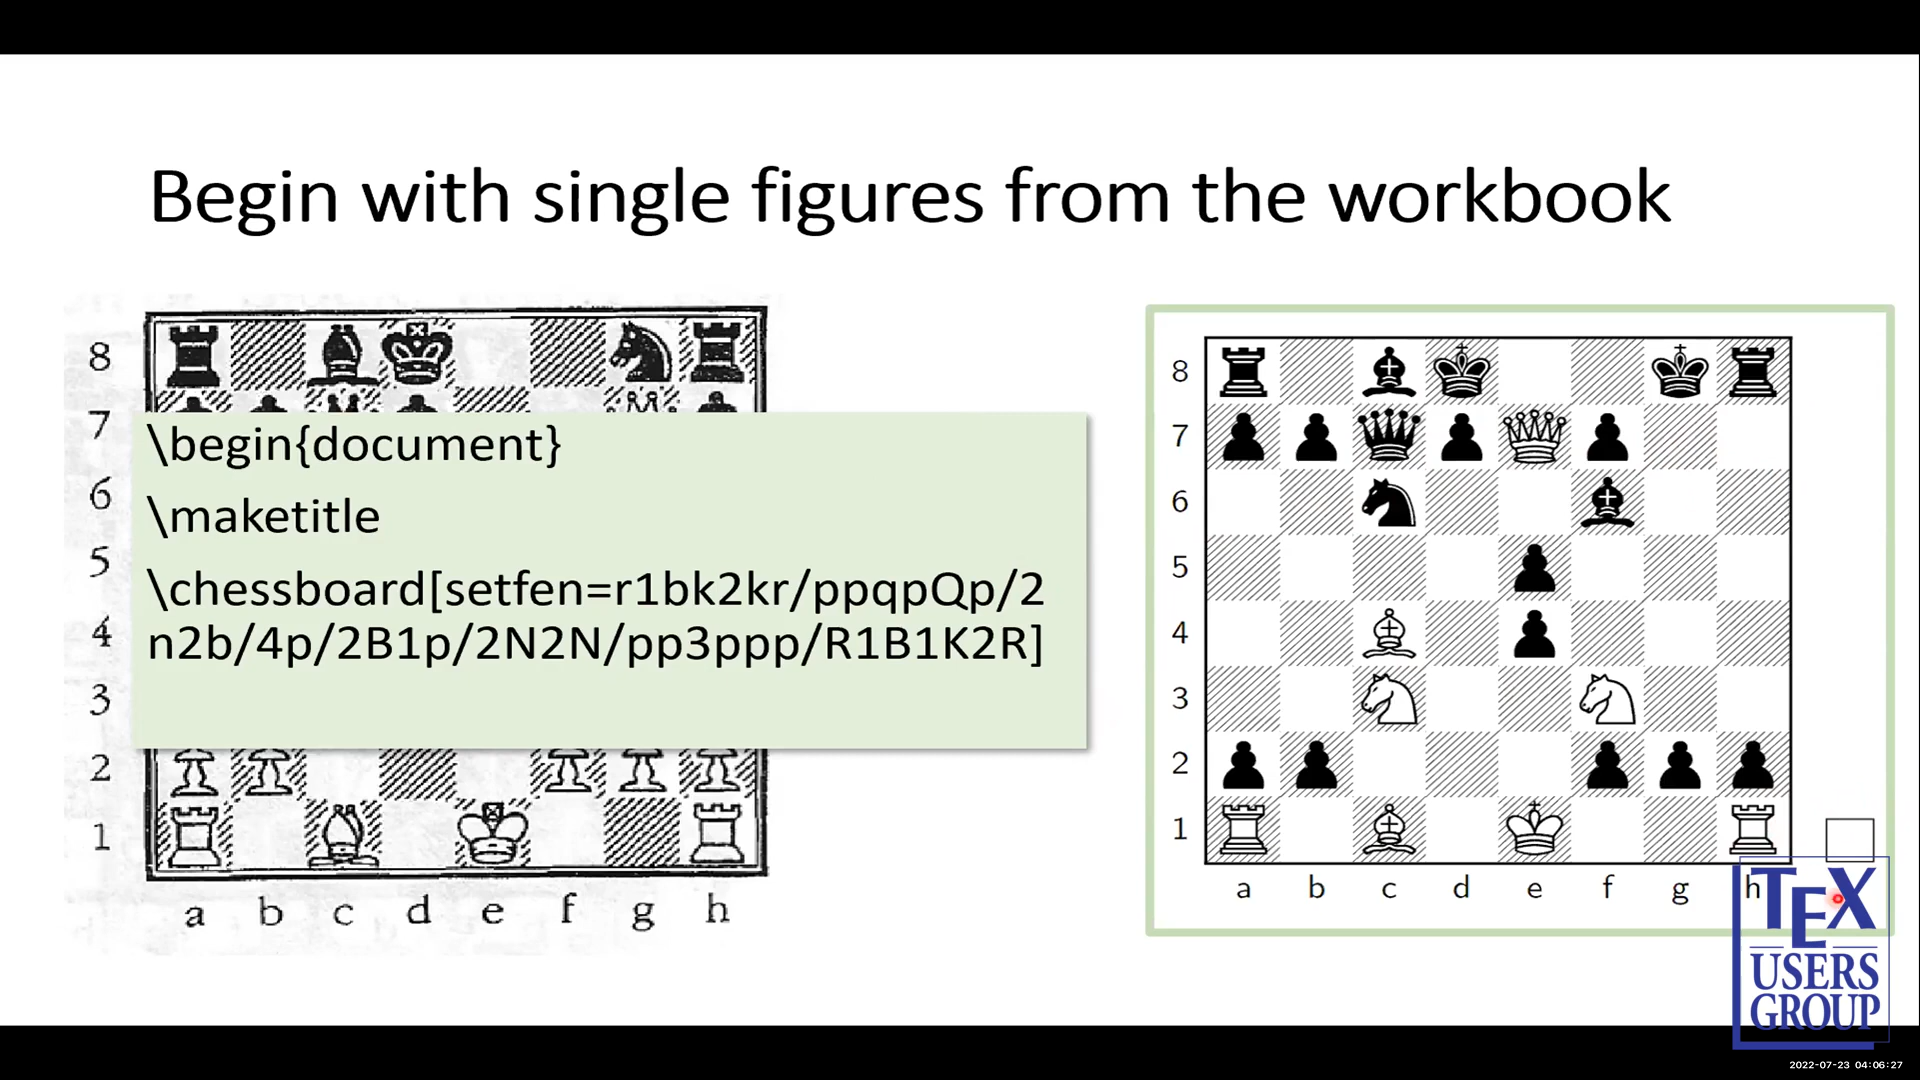 Begin with single figures from the workbook
8
7
6
5
4
3
2
1
a b c d e f g h
\begin{document}
\maketitle
\chessboard[setfen=r1bk2kr/ppqpQp/2
n2b/4p/2B1p/2N2N/pp3ppp/R1B1K2R]
8
7
6
5
4
3
2
1
a b c d e f g h
TEX
USERS
GROUP
2022-07-23 04:06:27